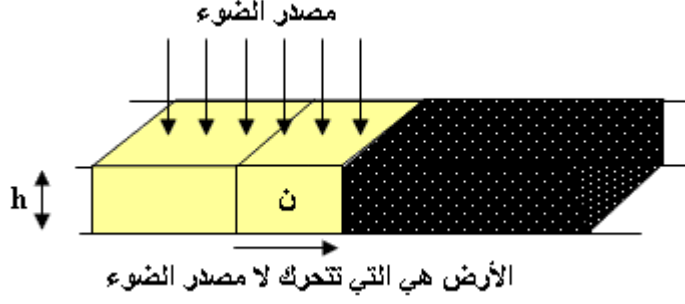 مصدر الضوء
h
ن
الأرض هي التي تتحرك لا مصدر الضوء